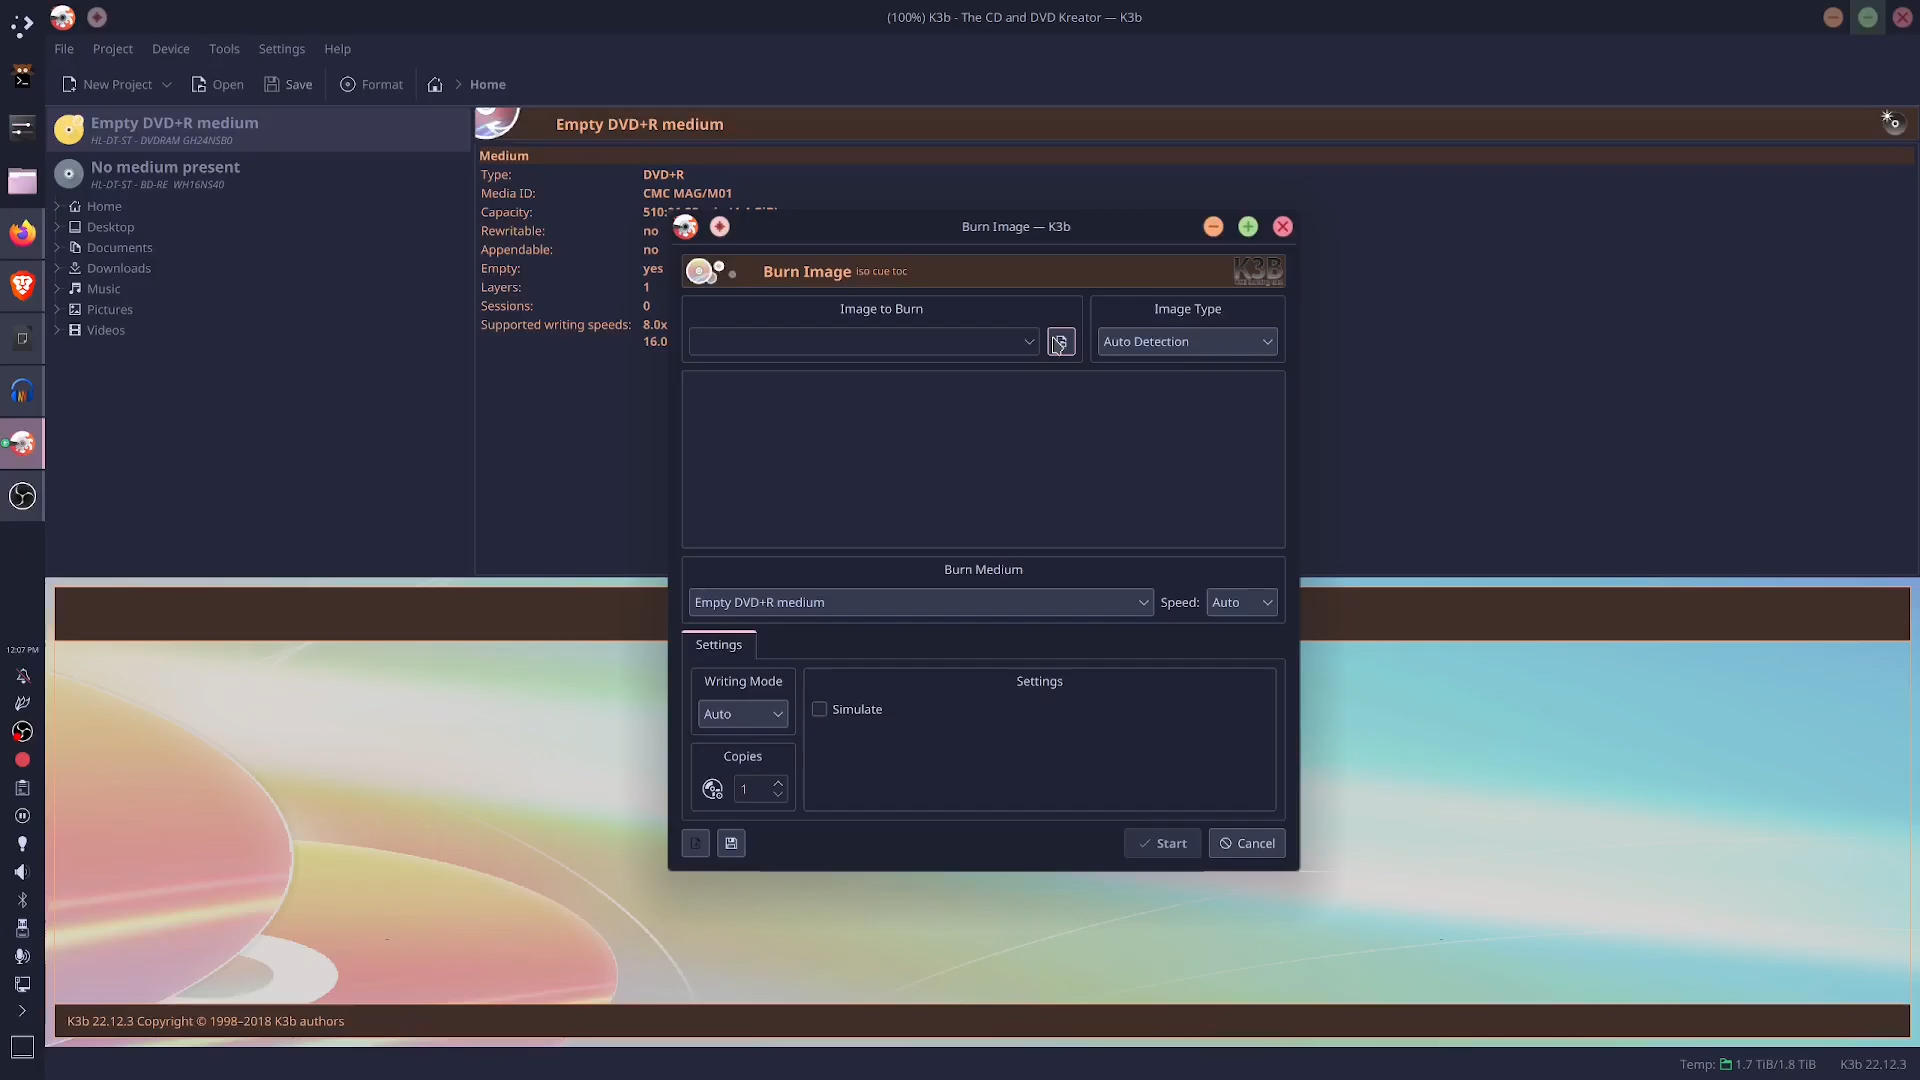 (100%) K3b - The CD and DVD Kreator — K3b
File Project Device Tools Settings Help
New Project Open Save Format Home
Empty DVD+R medium
HL-DT-ST - DVDRAM GH24NSB0
No medium present
HL-DT-ST - BD-RE WH16NS40
Home
Desktop
Documents
Downloads
Music
Pictures
Videos
Empty DVD+R medium
Medium
Type: DVD+R
Media ID: CMC MAG/M01
Capacity:
Rewritable: no
Appendable: no
Empty: yes
Layers: 1
Sessions: 0
Supported writing speeds: 8.0x
16.0
Burn Image — K3b
Burn Image iso cue toc
K3B
Image to Burn
Image Type
Auto Detection
Burn Medium
Empty DVD+R medium Speed: Auto
Settings
Writing Mode
Auto
Copies
1
Settings
Simulate
Start Cancel
12:07 PM
K3b 22.12.3 Copyright © 1998–2018 K3b authors
Temp: 1.7 TiB/1.8 TiB K3b 22.12.3